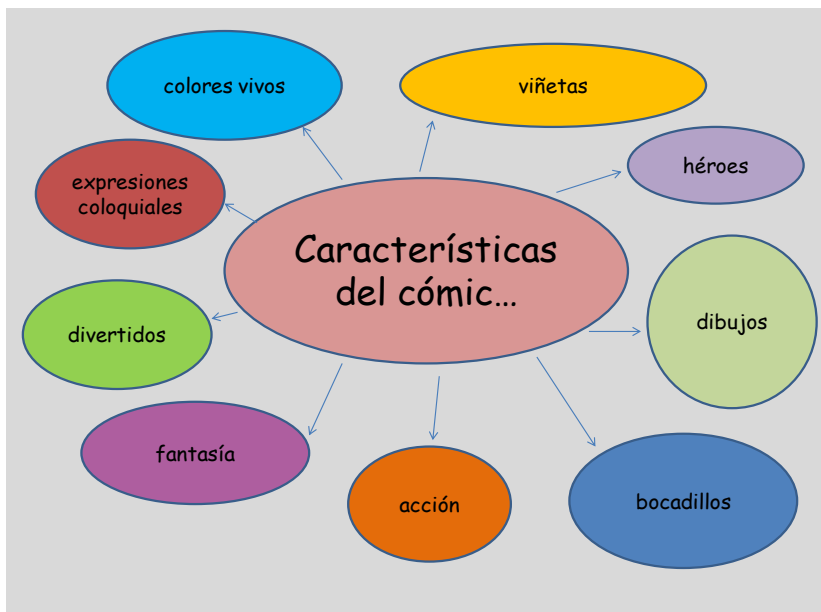 colores vivos
viñetas
expresiones
coloquiales
héroes
Características
del cómic...
divertidos
dibujos
fantasía
acción
bocadillos